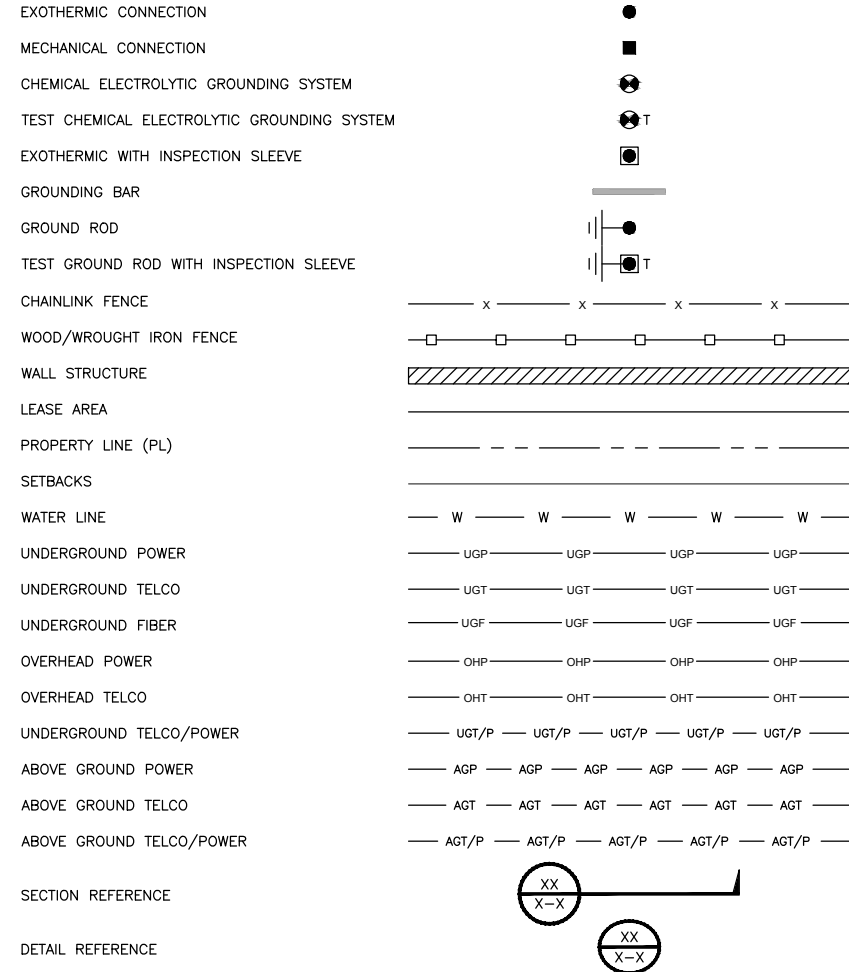 EXOTHERMIC CONNECTION
MECHANICAL CONNECTION
CHEMICAL ELECTROLYTIC GROUNDING SYSTEM
TEST CHEMICAL ELECTROLYTIC GROUNDING SYSTEM T
EXOTHERMIC WITH INSPECTION SLEEVE
GROUNDING BAR
GROUND ROD
TEST GROUND ROD WITH INSPECTION SLEEVE T
CHAINLINK FENCE X X X X
WOOD/WROUGHT IRON FENCE
WALL STRUCTURE
LEASE AREA
PROPERTY LINE (PL)
SETBACKS
WATER LINE W W W W W
UNDERGROUND POWER UGP UGP UGP UGP
UNDERGROUND TELCO UGT UGT UGT UGT
UNDERGROUND FIBER UGF UGF UGF UGF
OVERHEAD POWER OHP OHP OHP OHP
OVERHEAD TELCO OHT OHT OHT OHT
UNDERGROUND TELCO/POWER UGT/P UGT/P UGT/P UGT/P UGT/P
ABOVE GROUND POWER AGP AGP AGP AGP AGP AGP
ABOVE GROUND TELCO AGT AGT AGT AGT AGT AGT
ABOVE GROUND TELCO/POWER AGT/P AGT/P AGT/P AGT/P AGT/P
SECTION REFERENCE
XX
X-X
DETAIL REFERENCE
XX
X-X